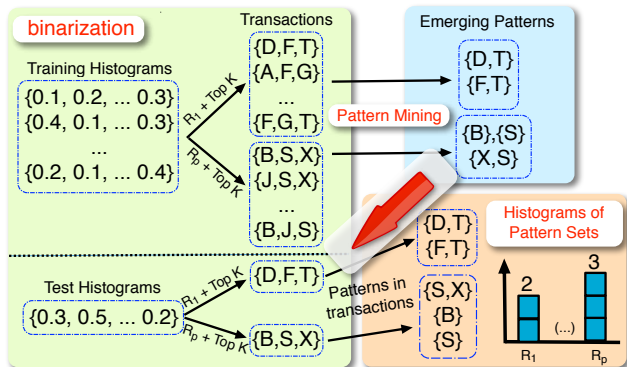 binarization
Transactions
Emerging Patterns
Training Histograms
{0.1, 0.2, ... 0.3}
{0.4, 0.1, ... 0.3}
...
{0.2, 0.1, ... 0.4}
R1 + Top K
Rp + Top K
{D,F,T}
{A,F,G}
...
{F,G,T}
{B,S,X}
{J,S,X}
...
{B,J,S}
Pattern Mining
{D,T}
{F,T}
{B},{S}
{X,S}
Test Histograms
{0.3, 0.5, ... 0.2}
R1 + Top K
Rp + Top K
{D,F,T}
{B,S,X}
Patterns in
transactions
{D,T}
{F,T}
{S,X}
{B}
{S}
Histograms of
Pattern Sets
2
3
(...)
R1
Rp